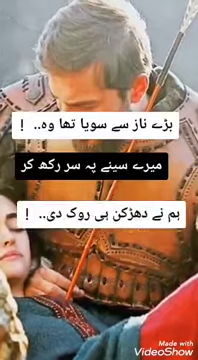 بڑے ناز سے سویا تھا وہ.. !
میرے سینے پہ سر رکھ کر
ہم نے دھڑکن ہی روک دی.. !
Made with
VideoShow